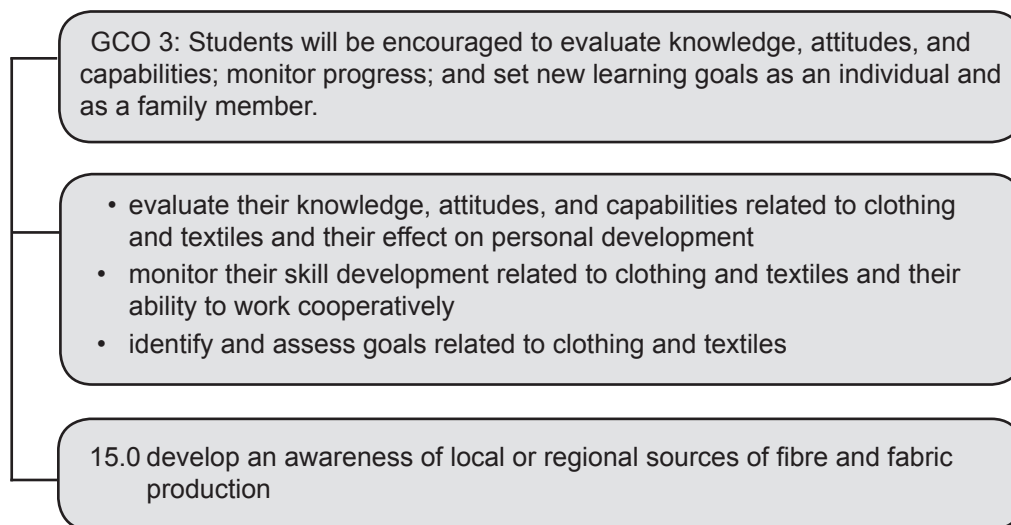 GCO 3: Students will be encouraged to evaluate knowledge, attitudes, and
capabilities; monitor progress; and set new learning goals as an individual and
as a family member.
• evaluate their knowledge, attitudes, and capabilities related to clothing
and textiles and their effect on personal development
• monitor their skill development related to clothing and textiles and their
ability to work cooperatively
• identify and assess goals related to clothing and textiles
15.0 develop an awareness of local or regional sources of fibre and fabric
production